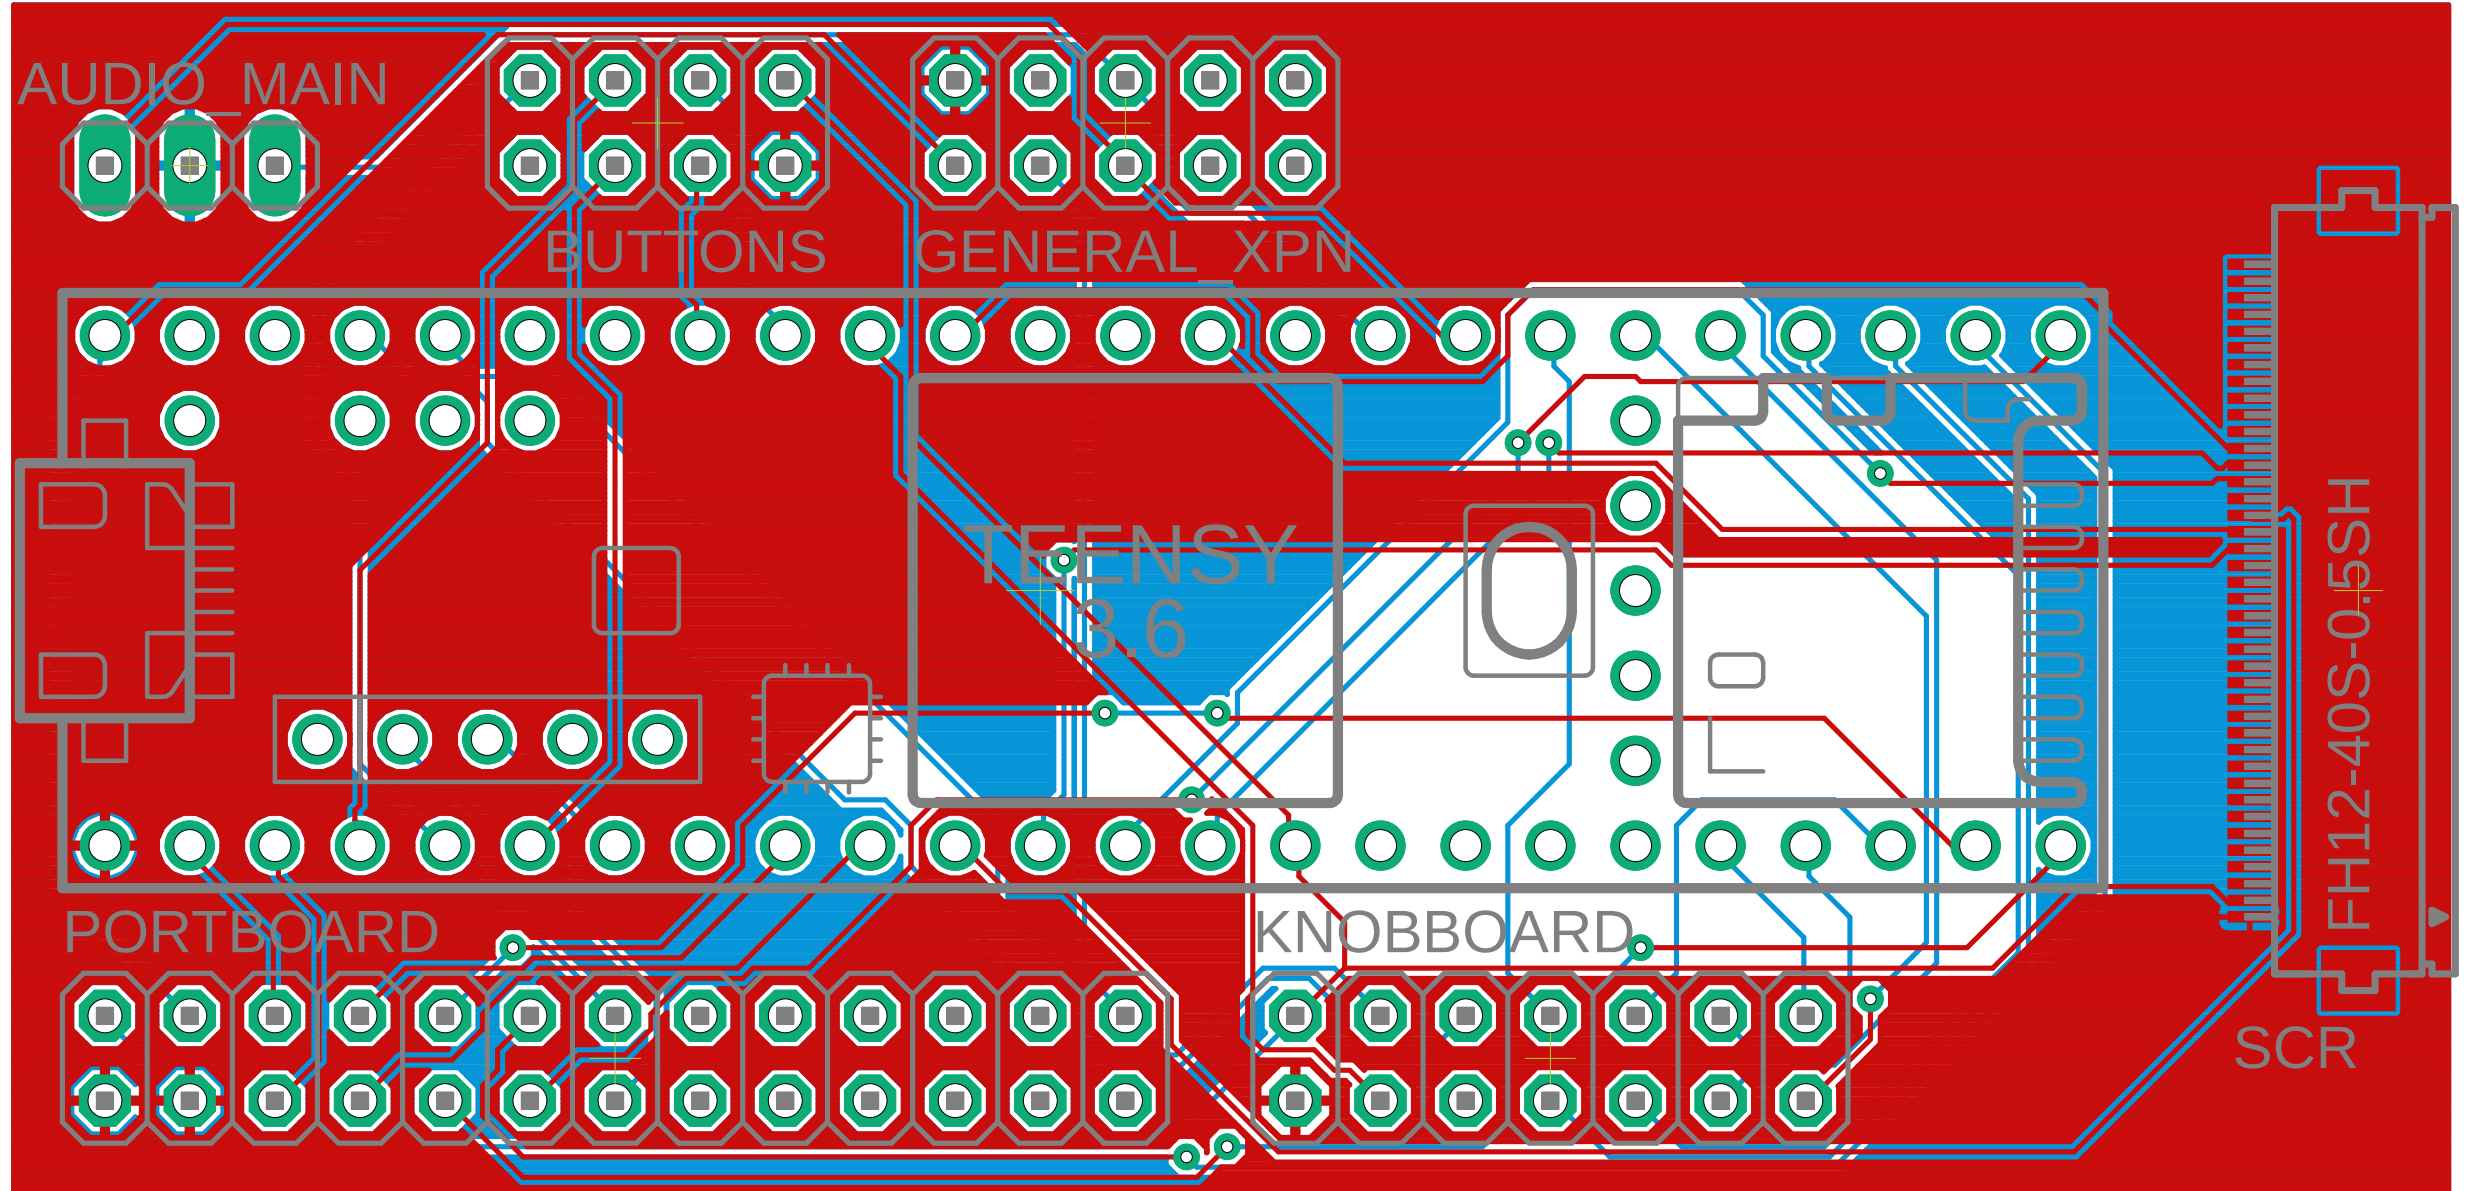 AUDIO_MAIN
BUTTONS
GENERAL_XPN
TEENSY
3.6
FH12-40S-0.5SH
PORTBOARD
KNOBBOARD
SCR